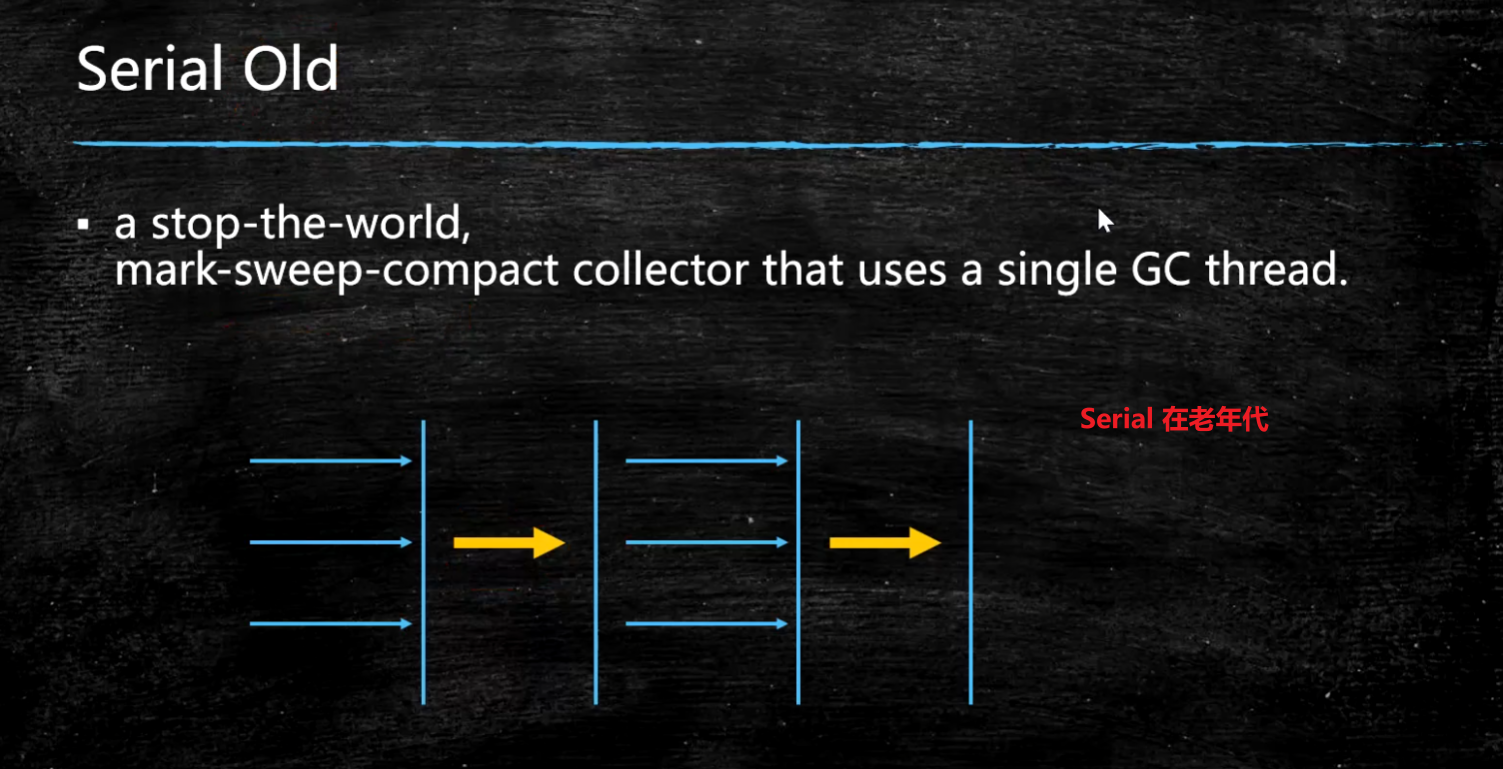 Serial Old
▪ a stop-the-world,
mark-sweep-compact collector that uses a single GC thread.
Serial 在老年代